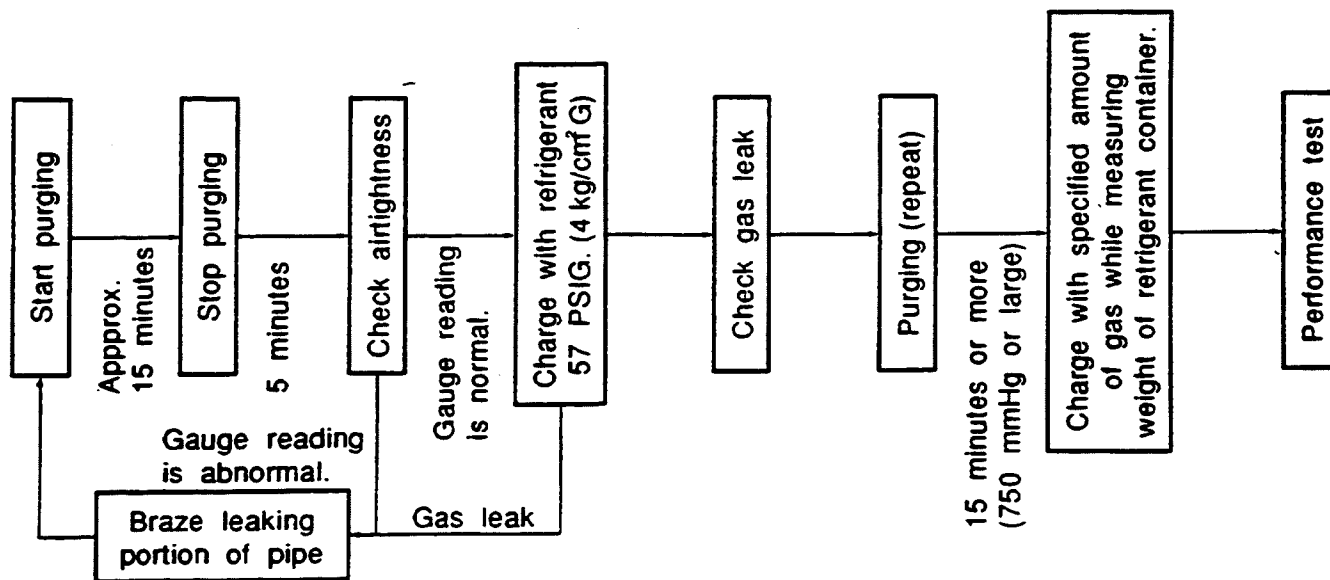 Start purging
Appprox.
15 minutes
Stop purging
5 minutes
Check airtightness
Gauge reading
is abnormal.
Braze leaking
portion of pipe
Gauge reading
is normal.
Charge with refrigerant
57 PSIG. (4 kg/cm² G)
Gas leak
Check gas leak
Purging (repeat)
15 minutes or more
(750 mmHg or large)
Charge with specified amount
of gas while measuring
weight of refrigerant container.
Performance test